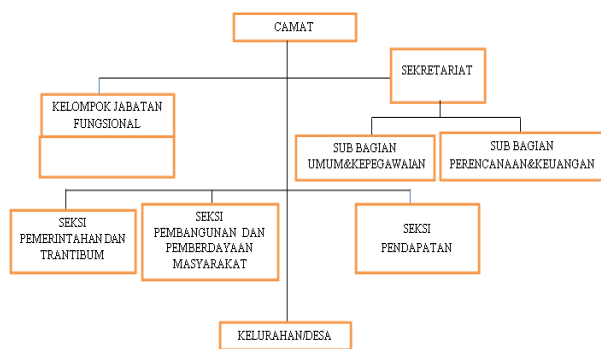 CAMAT
SEKRETARIAT
KELOMPOK JABATAN
FUNGSIONAL
SUB BAGIAN
UMUM&KEPEGAWAIAN
SUB BAGIAN
PERENCANAAN&KEUANGAN
SEKSI
PEMERINTAHAN DAN
TRANTIBUM
SEKSI
PEMBANGUNAN DAN
PEMBERDAYAAN
MASYARAKAT
SEKSI
PENDAPATAN
KELURAHAN/DESA